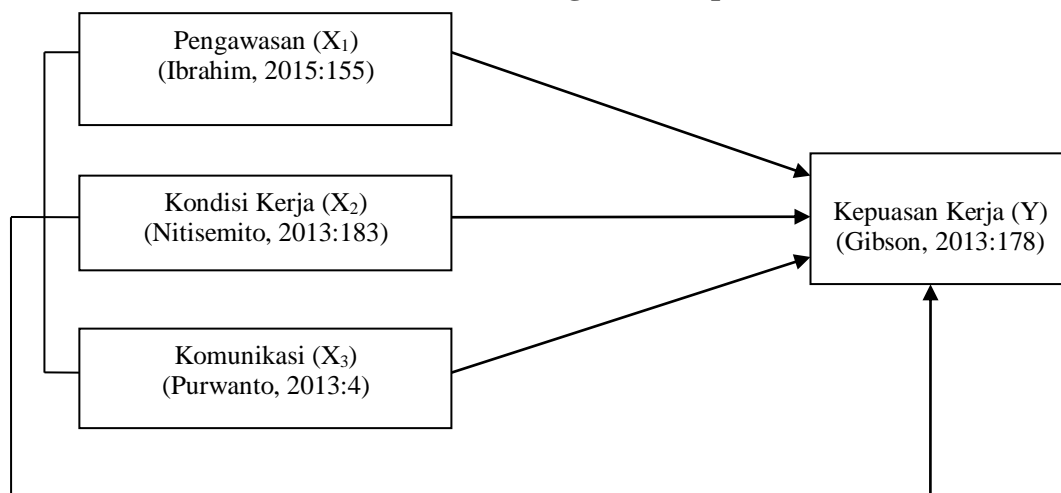 Pengawasan (X₁)
(Ibrahim, 2015:155)
Kondisi Kerja (X₂)
(Nitisemito, 2013:183)
Kepuasan Kerja (Y)
(Gibson, 2013:178)
Komunikasi (X₃)
(Purwanto, 2013:4)